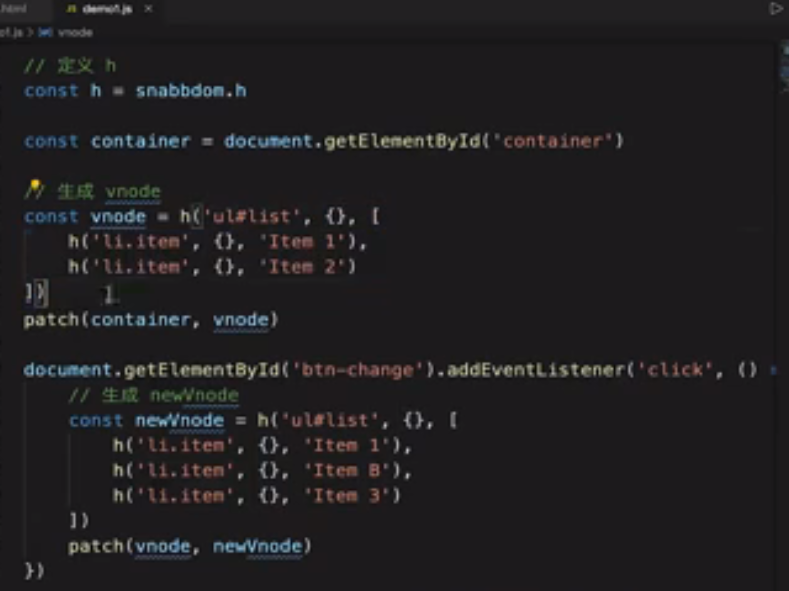 .html demo1.js ×
o1.js > vnode
// 定义 h
const h = snabbdom.h
const container = document.getElementById('container')
// 生成 vnode
const vnode = h('ul#list', {}, [
h('li.item', {}, 'Item 1'),
h('li.item', {}, 'Item 2')
])
patch(container, vnode)
document.getElementById('btn-change').addEventListener('click', ()
// 生成 newVnode
const newVnode = h('ul#list', {}, [
h('li.item', {}, 'Item 1'),
h('li.item', {}, 'Item B'),
h('li.item', {}, 'Item 3')
])
patch(vnode, newVnode)
})